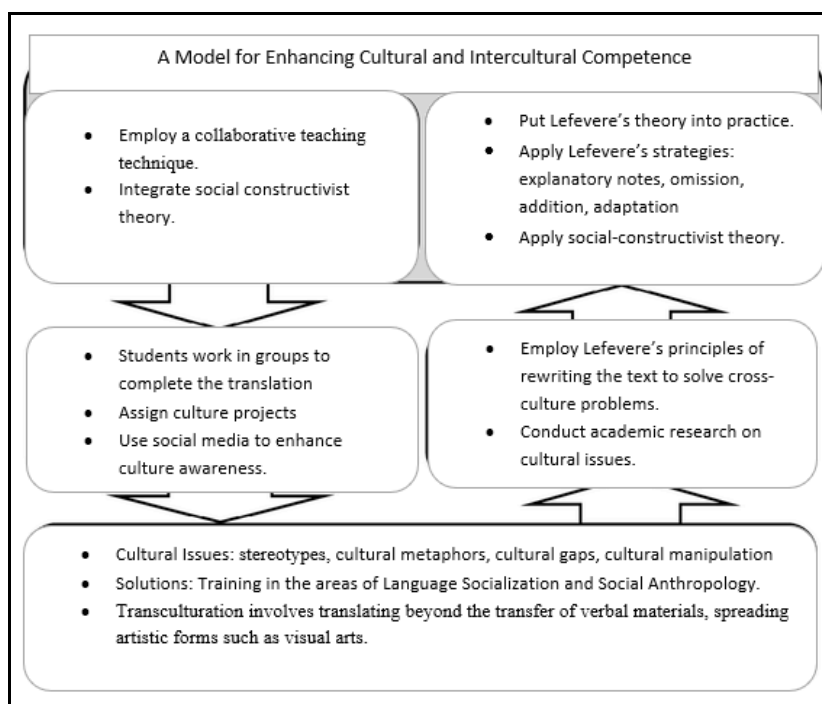 A Model for Enhancing Cultural and Intercultural Competence
• Employ a collaborative teaching
technique.
• Integrate social constructivist
theory.
• Put Lefevere's theory into practice.
• Apply Lefevere's strategies:
explanatory notes, omission,
addition, adaptation
• Apply social-constructivist theory.
• Students work in groups to
complete the translation
• Assign culture projects
• Use social media to enhance
culture awareness.
• Employ Lefevere's principles of
rewriting the text to solve cross-
culture problems.
• Conduct academic research on
cultural issues.
• Cultural Issues: stereotypes, cultural metaphors, cultural gaps, cultural manipulation
• Solutions: Training in the areas of Language Socialization and Social Anthropology.
• Transculturation involves translating beyond the transfer of verbal materials, spreading
artistic forms such as visual arts.